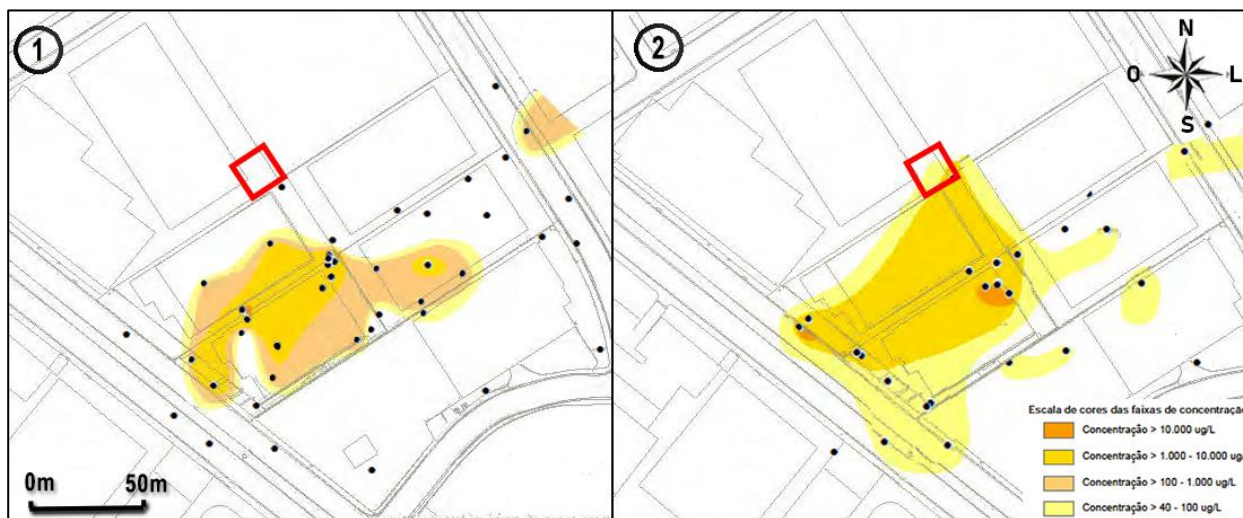 1
2
N
O
L
S
0m
50m
Escala de cores das faixas de concentração
Concentração > 10.000 ug/L
Concentração > 1.000 - 10.000 ug/
Concentração > 100 - 1.000 ug/L
Concentração > 40 - 100 ug/L